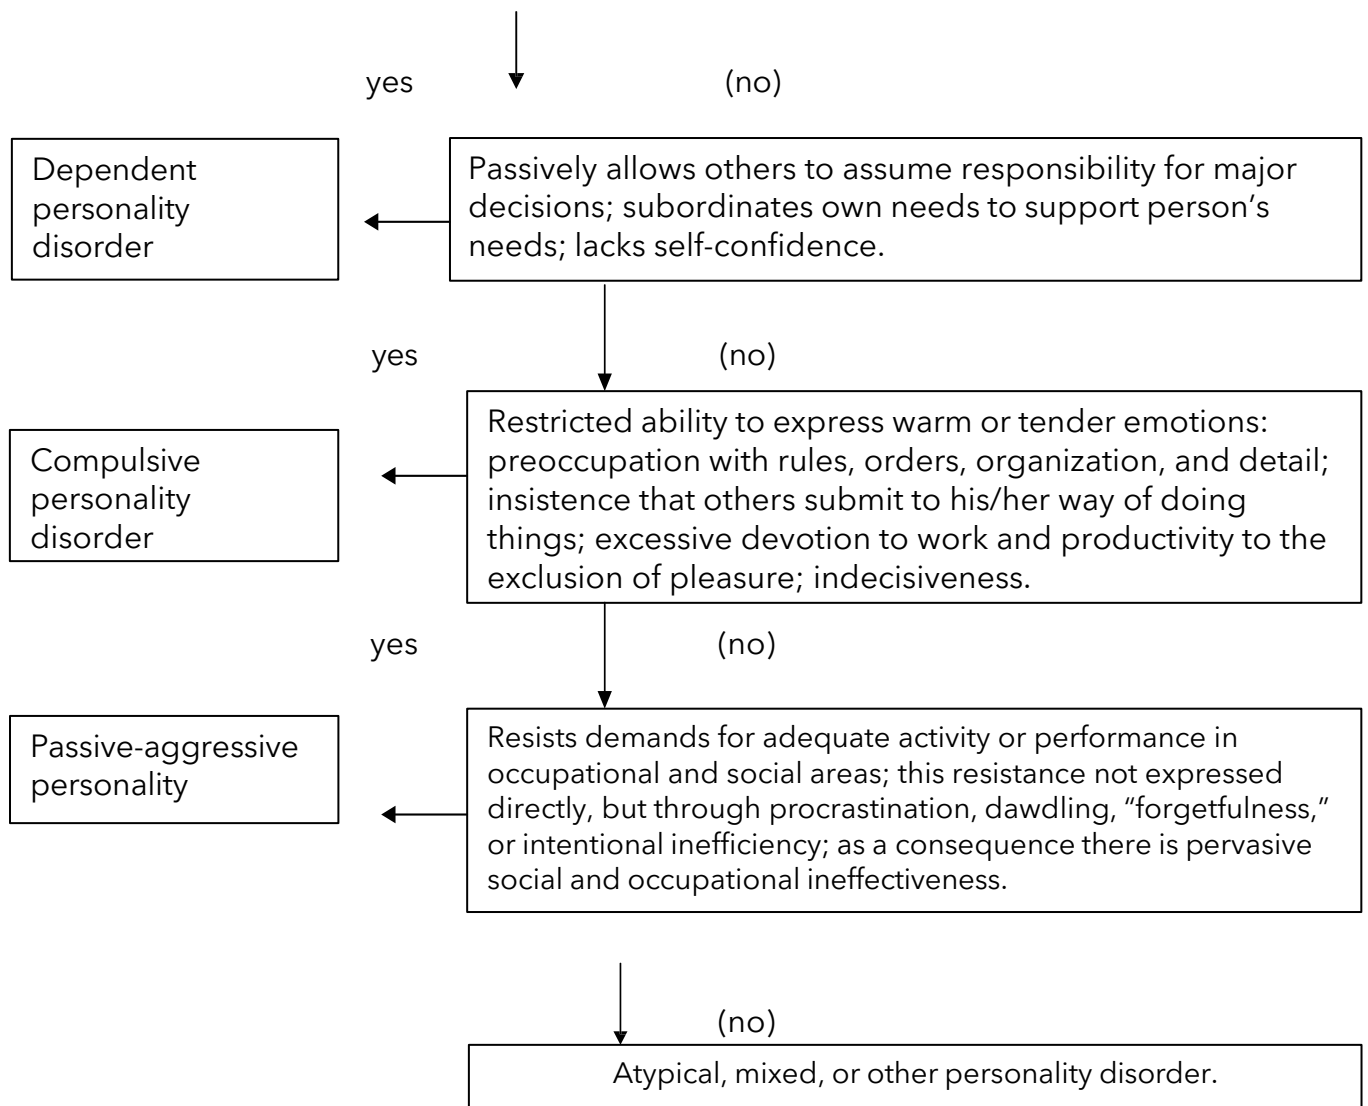 yes (no)
Dependent
personality
disorder
Passively allows others to assume responsibility for major
decisions; subordinates own needs to support person’s
needs; lacks self-confidence.
yes (no)
Compulsive
personality
disorder
Restricted ability to express warm or tender emotions:
preoccupation with rules, orders, organization, and detail;
insistence that others submit to his/her way of doing
things; excessive devotion to work and productivity to the
exclusion of pleasure; indecisiveness.
yes (no)
Passive-aggressive
personality
Resists demands for adequate activity or performance in
occupational and social areas; this resistance not expressed
directly, but through procrastination, dawdling, “forgetfulness,”
or intentional inefficiency; as a consequence there is pervasive
social and occupational ineffectiveness.
(no)
Atypical, mixed, or other personality disorder.